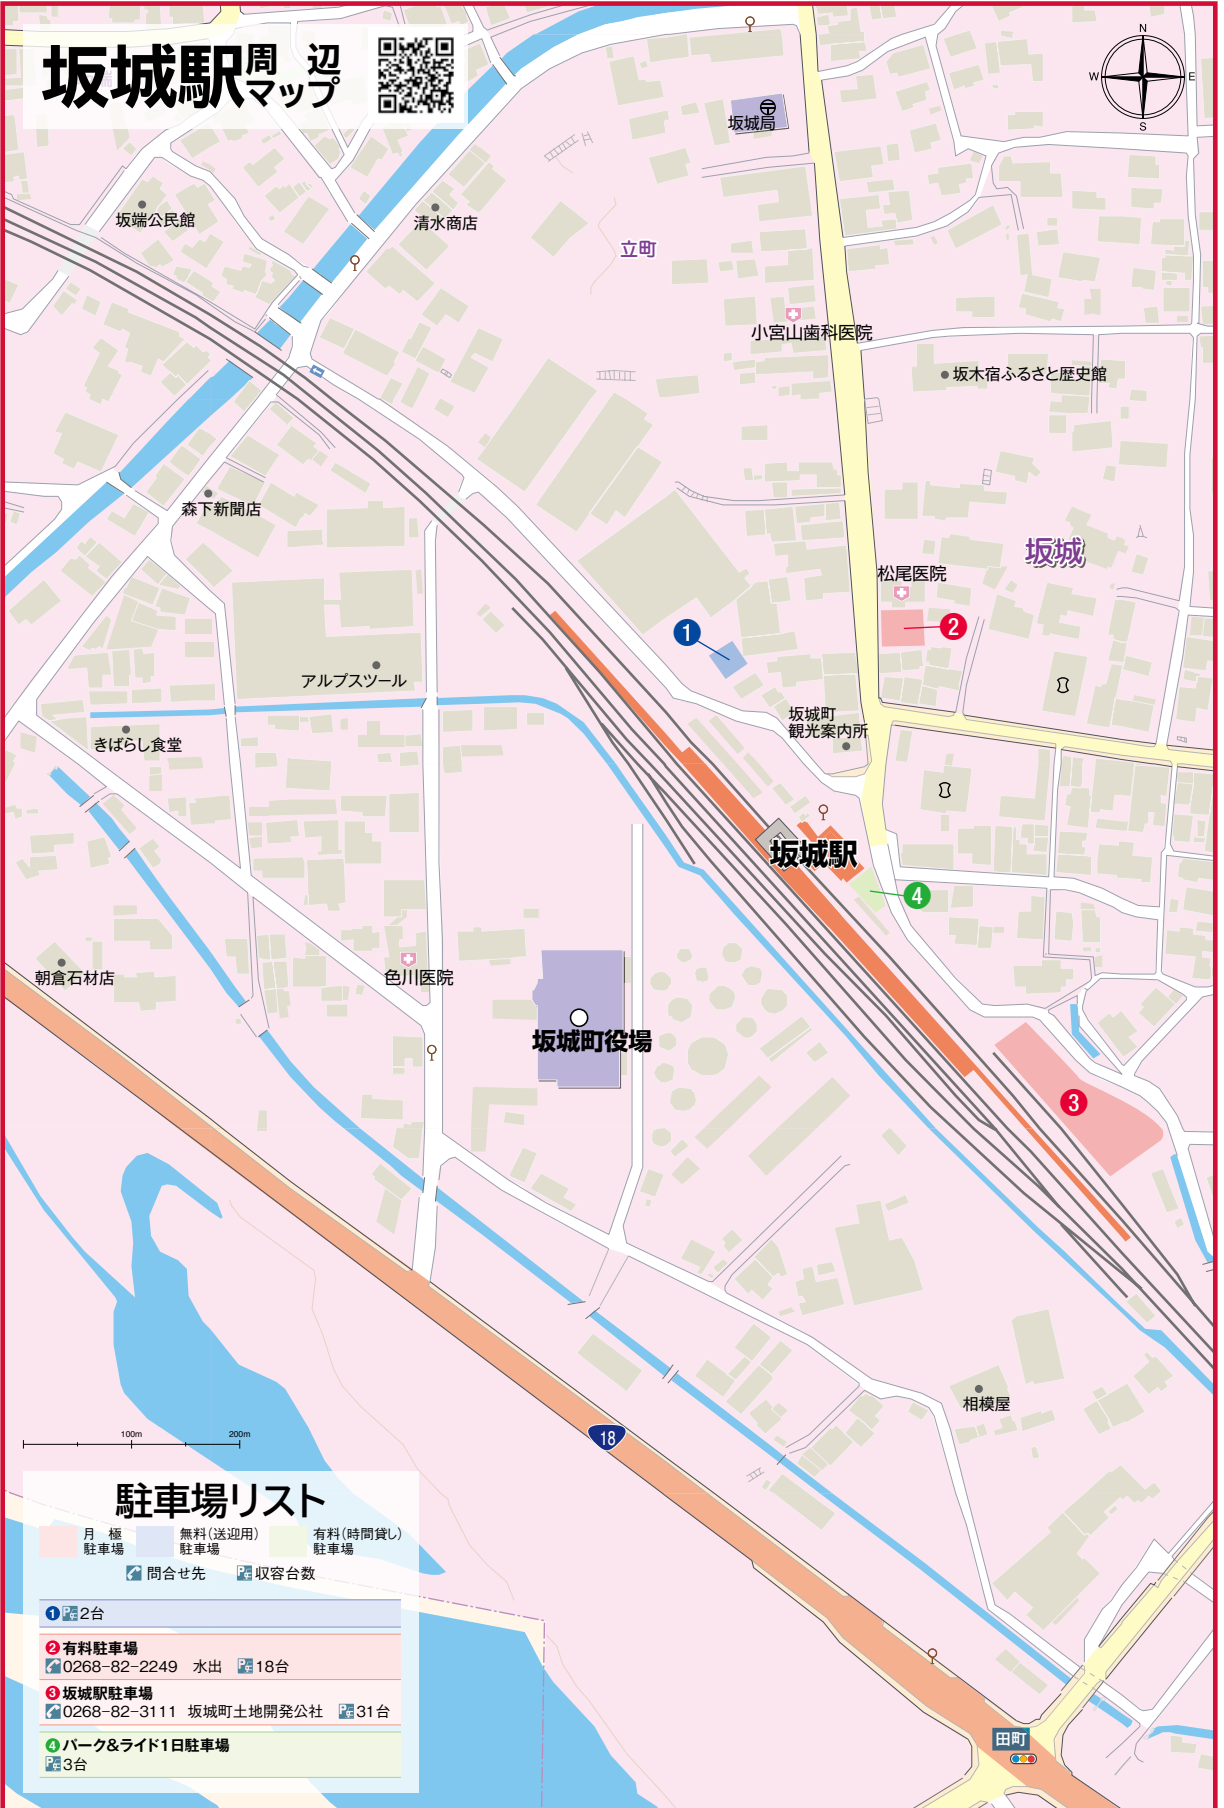 坂城駅周辺マップ
N
W E
S
坂城局
坂端公民館
清水商店
立町
小宮山歯科医院
坂木宿ふるさと歴史館
森下新聞店
坂城
松尾医院
1
2
アルプスツール
坂城町
観光案内所
きばらし食堂
坂城駅
4
朝倉石材店
色川医院
坂城町役場
3
相模屋
18
100m 200m
田町
駐車場リスト
月 極
駐車場
無料(送迎用)
駐車場
有料(時間貸し)
駐車場
問合せ先 P 収容台数
1 P 2台
2 有料駐車場
0268-82-2249 水出 P 18台
3 坂城駅駐車場
0268-82-3111 坂城町土地開発公社 P 31台
4 パーク&ライド1日駐車場
P 3台